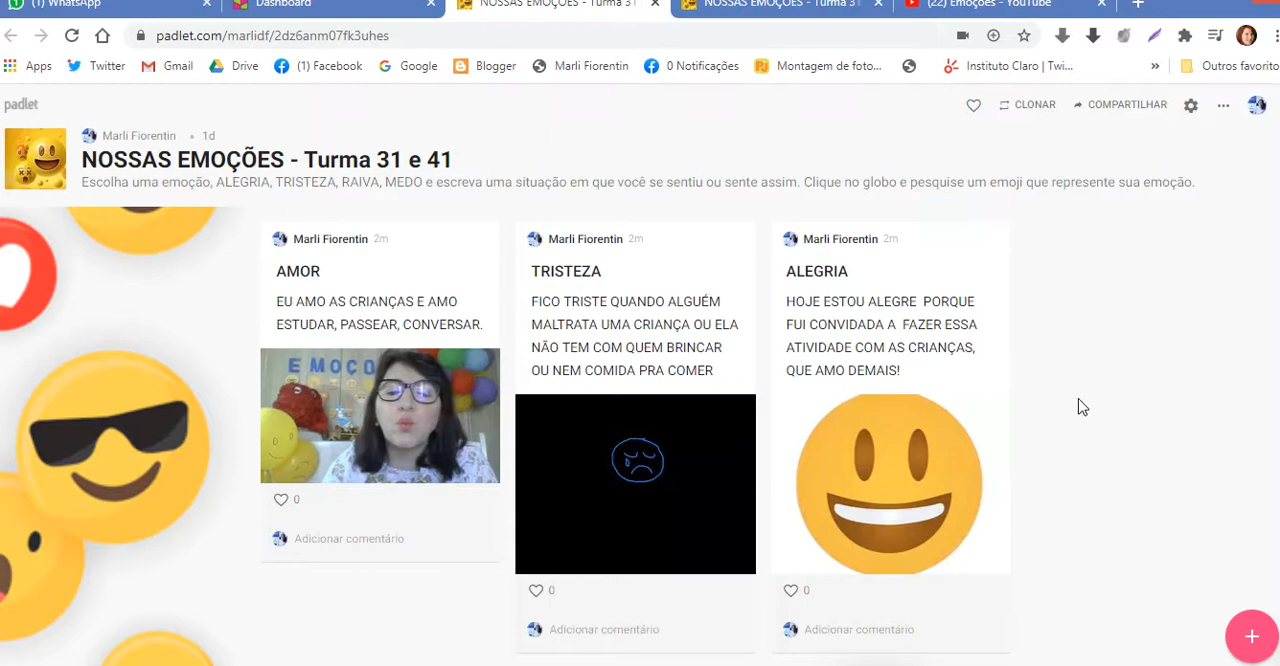 (1) WhatsApp
Dashboard
NOSSAS EMOÇÕES - Turma 31
NOSSAS EMOÇÕES - Turma 31
(22) Emoções - YouTube
padlet.com/marlidf/2dz6anm07fk3uhes
Apps
Twitter
Gmail
Drive
(1) Facebook
Google
Blogger
Marli Fiorentin
0 Notificações
Montagem de foto...
Instituto Claro | Twi...
»
Outros favorito
padlet
CLONAR
COMPARTILHAR
Marli Fiorentin • 1d
NOSSAS EMOÇÕES - Turma 31 e 41
Escolha uma emoção, ALEGRIA, TRISTEZA, RAIVA, MEDO e escreva uma situação em que você se sentiu ou sente assim. Clique no globo e pesquise um emoji que represente sua emoção.
Marli Fiorentin 2m
AMOR
EU AMO AS CRIANÇAS E AMO
ESTUDAR, PASSEAR, CONVERSAR.
EMOÇO
0
Adicionar comentário
Marli Fiorentin 2m
TRISTEZA
FICO TRISTE QUANDO ALGUÉM
MALTRATA UMA CRIANÇA OU ELA
NÃO TEM COM QUEM BRINCAR
OU NEM COMIDA PRA COMER
0
Adicionar comentário
Marli Fiorentin 2m
ALEGRIA
HOJE ESTOU ALEGRE PORQUE
FUI CONVIDADA A FAZER ESSA
ATIVIDADE COM AS CRIANÇAS,
QUE AMO DEMAIS!
0
Adicionar comentário